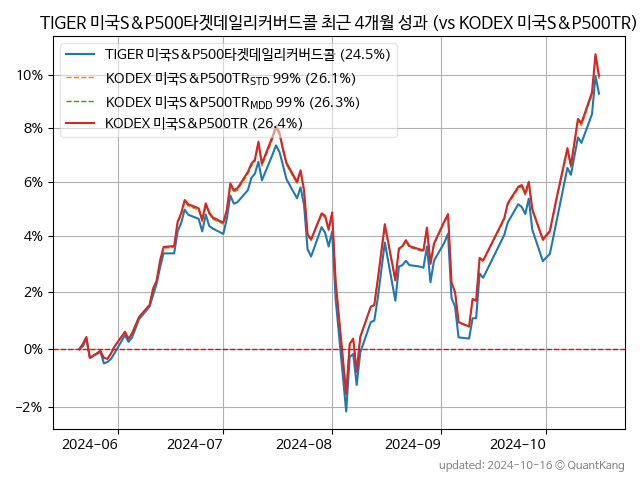 TIGER 미국S&P500타겟데일리커버드콜 최근 4개월 성과 (vs KODEX 미국S&P500TR)
TIGER 미국S&P500타겟데일리커버드콜 (24.5%)
KODEX 미국S&P500TR_STD 99% (26.1%)
KODEX 미국S&P500TR_MDD 99% (26.3%)
KODEX 미국S&P500TR (26.4%)
10%
8%
6%
4%
2%
0%
−2%
2024-06
2024-07
2024-08
2024-09
2024-10
updated: 2024-10-16 © QuantKang